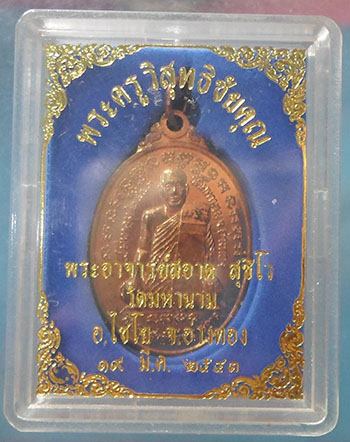 พระครูวิสุทธิชัยคุณ
พระอาจารย์สอาด สุชีโว
วัดมหานาม
อ.ไชโย จ.อ่างทอง
๑๙ มี.ค. ๒๕๕๓